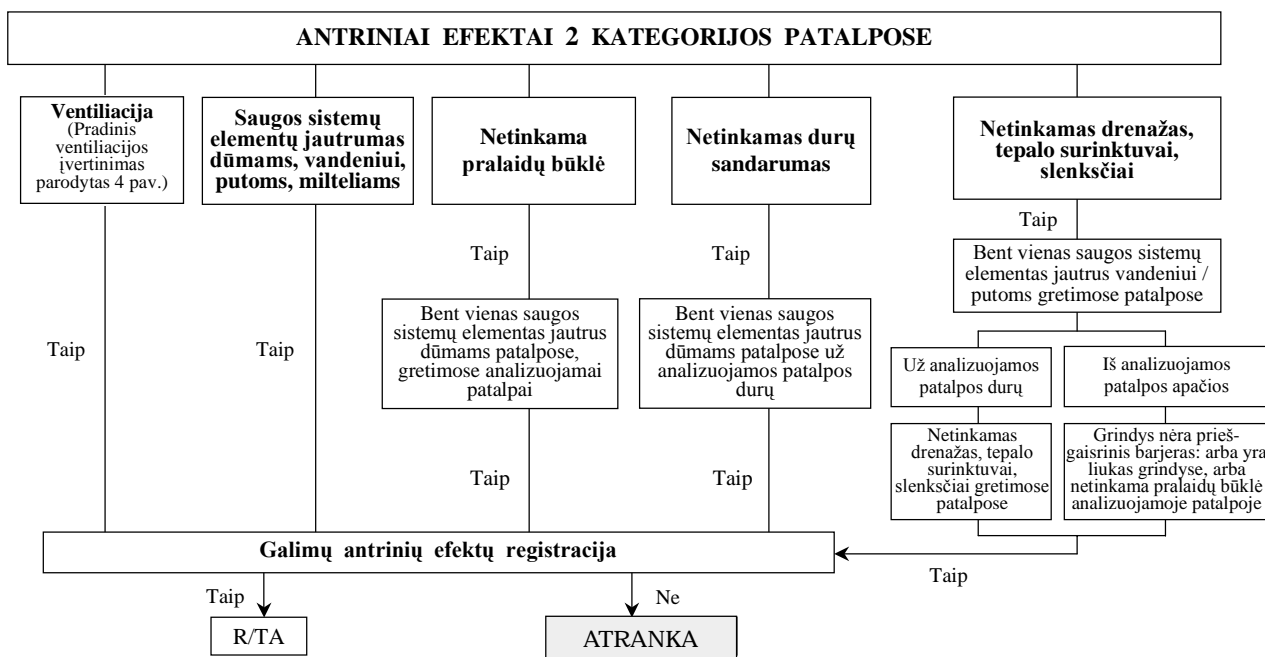 ANTRINIAI EFEKTAI 2 KATEGORIJOS PATALPOSE
Ventiliacija
(Pradinis
ventiliacijos
įvertinimas
parodytas 4 pav.)
Saugos sistemų
elementų jautrumas
dūmams, vandeniui,
putoms, milteliams
Netinkama
pralaidų būklė
Netinkamas durų
sandarumas
Netinkamas drenažas,
tepalo surinktuvai,
slenksčiai
Taip
Taip
Taip
Bent vienas saugos sistemų
elementas jautrus vandeniui /
putoms gretimose patalpose
Taip
Taip
Bent vienas saugos
sistemų elementas jautrus
dūmams patalpose,
gretimose analizuojamai
patalpai
Bent vienas saugos
sistemų elementas jautrus
dūmams patalpose už
analizuojamos patalpos
durų
Už analizuojamos
patalpos durų
Iš analizuojamos
patalpos apačios
Netinkamas
drenažas, tepalo
surinktuvai,
slenksčiai gretimose
patalpose
Grindys nėra prieš-
gaisrinis barjeras: arba yra
liukas grindyse, arba
netinkama pralaidų būklė
analizuojamoje patalpoje
Taip
Taip
Galimų antrinių efektų registracija
Taip
Taip
Ne
R/TA
ATRANKA